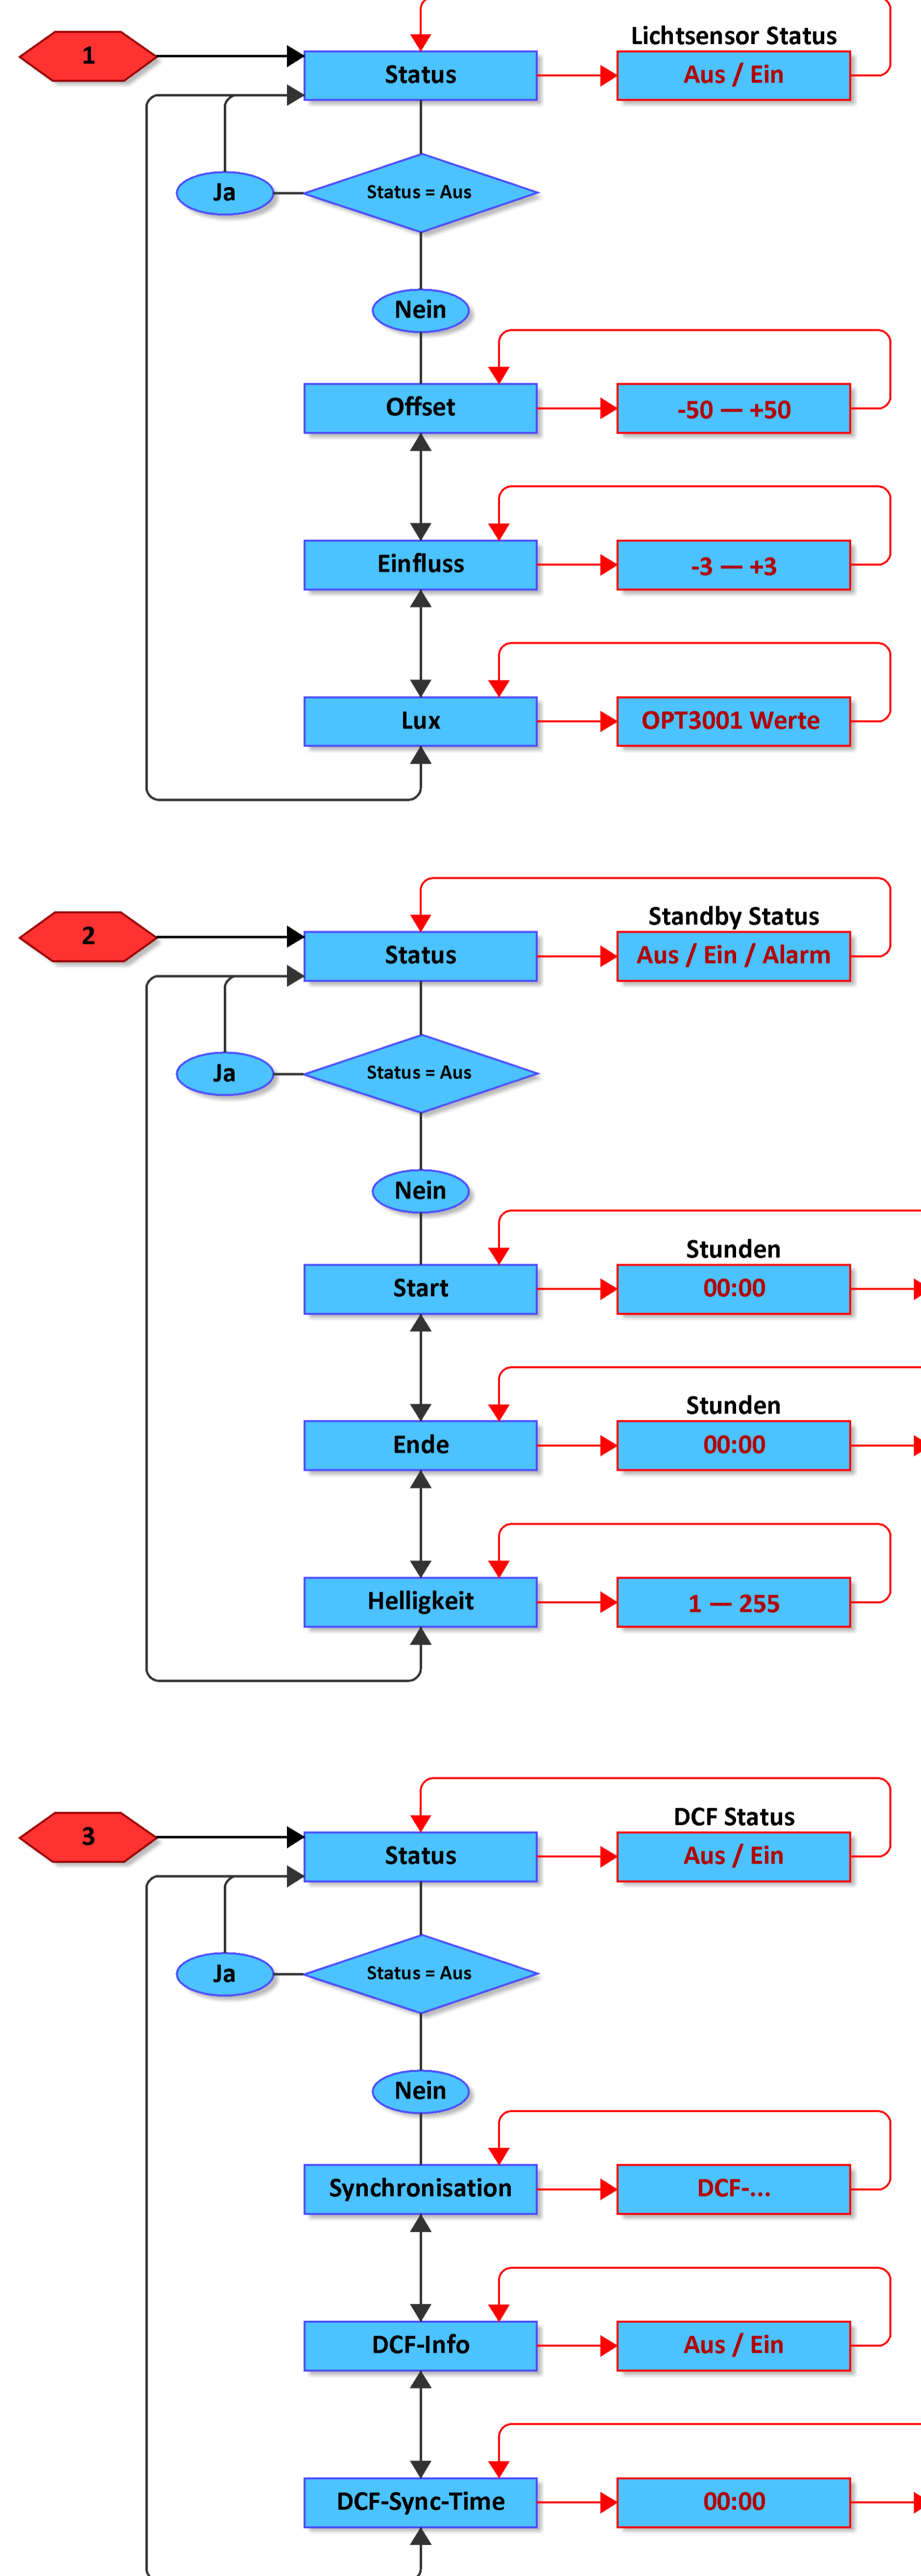 1
Status
Lichtsensor Status
Aus / Ein
Ja
Status = Aus
Nein
Offset
-50 — +50
Einfluss
-3 — +3
Lux
OPT3001 Werte
2
Status
Standby Status
Aus / Ein / Alarm
Ja
Status = Aus
Nein
Start
Stunden
00:00
Ende
Stunden
00:00
Helligkeit
1 — 255
3
Status
DCF Status
Aus / Ein
Ja
Status = Aus
Nein
Synchronisation
DCF-...
DCF-Info
Aus / Ein
DCF-Sync-Time
00:00